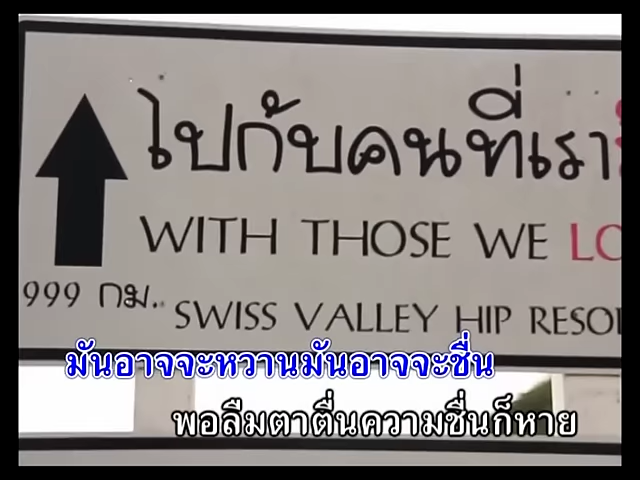 ไปกับคนที่เรา
WITH THOSE WE LO
999 กม. SWISS VALLEY HIP RESO
มันอาจจะหวานมันอาจจะชื่น
พอลืมตาตื่นความชื่นก็หาย